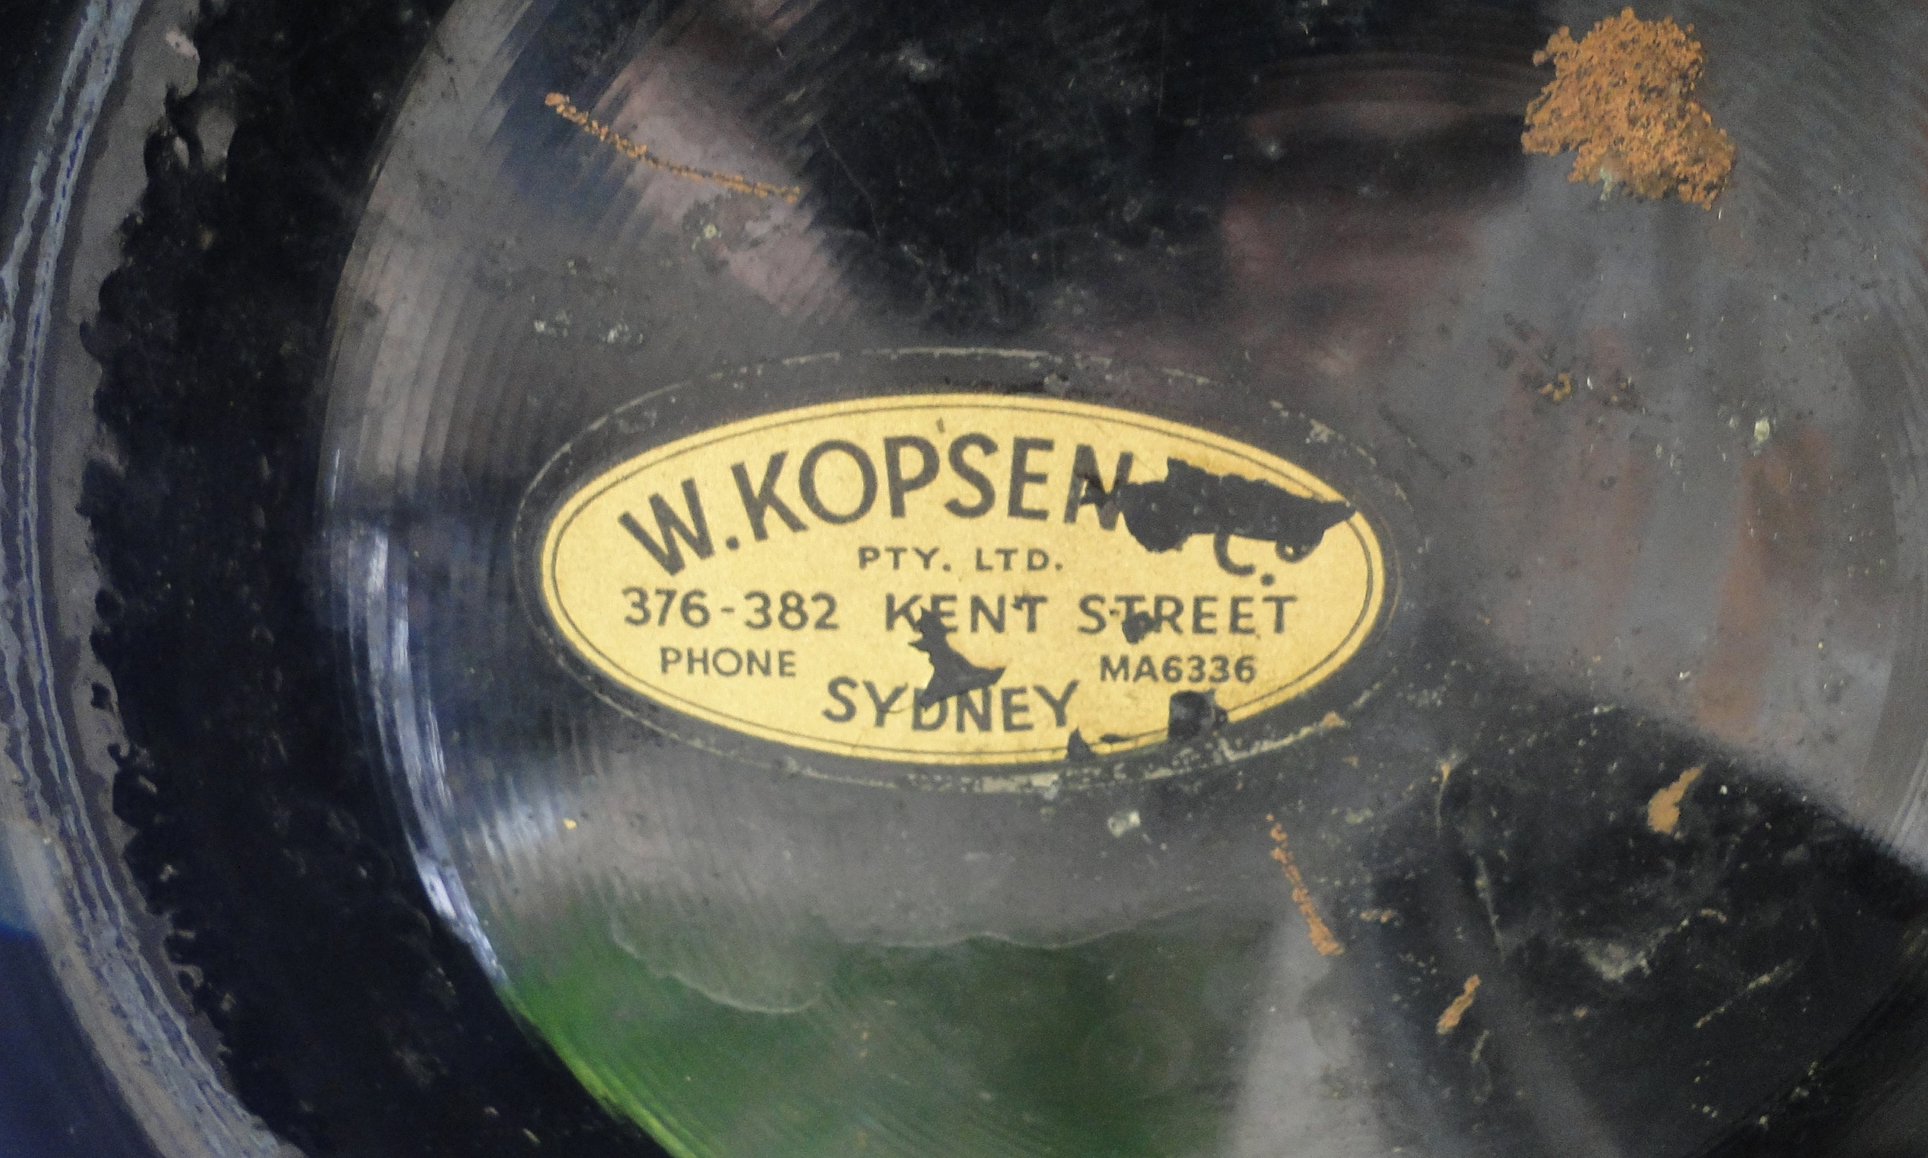 W. KOPSEN C.
PTY. LTD.
376-382 KENT STREET
PHONE MA6336
SYDNEY